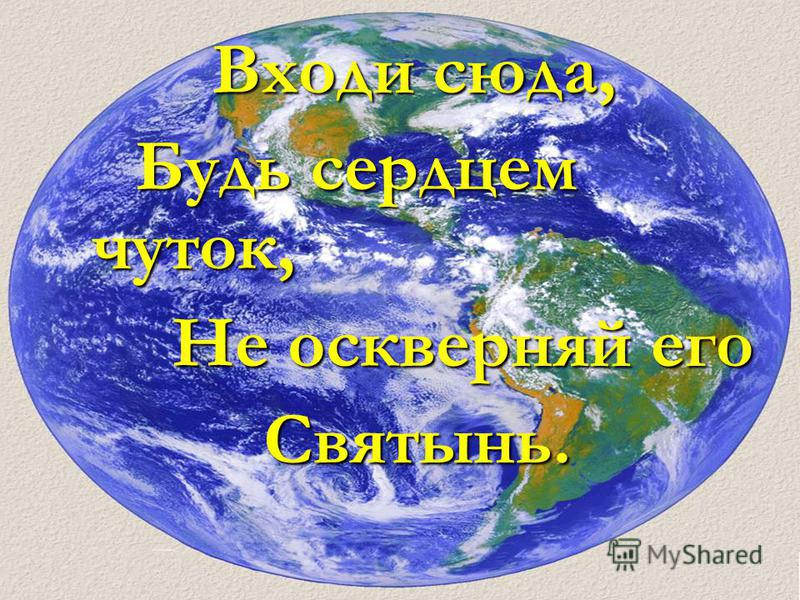 Входи сюда,
Будь сердцем
чуток,
Не оскверняй его
Святынь.
MyShared